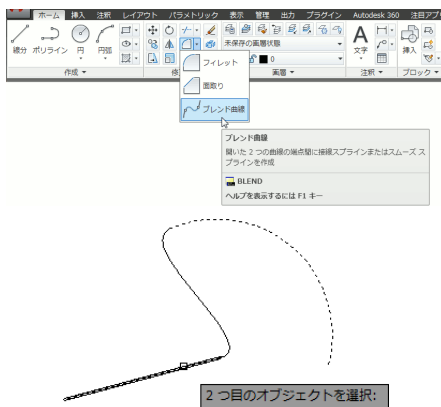 ホーム 挿入 注釈 レイアウト パラメトリック 表示 管理 出力 プラグイン Autodesk 360 注目アプ
未保存の画層状態
0
線分 ポリライン 円 円弧
文字 挿入
作成 画層 注釈 ブロック
フィレット
面取り
ブレンド曲線
ブレンド曲線
開いた 2 つの曲線の端点間に接線スプラインまたはスムーズ ス
プラインを作成
BLEND
ヘルプを表示するには F1 キー
2 つ目のオブジェクトを選択: